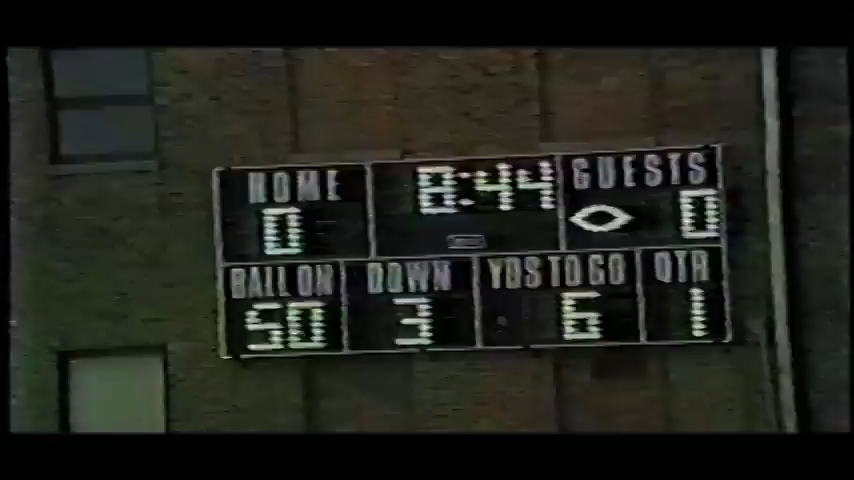 HOME 8:44 GUESTS
0 0
BALL ON DOWN YDS TO GO QTR
50 3 6 1